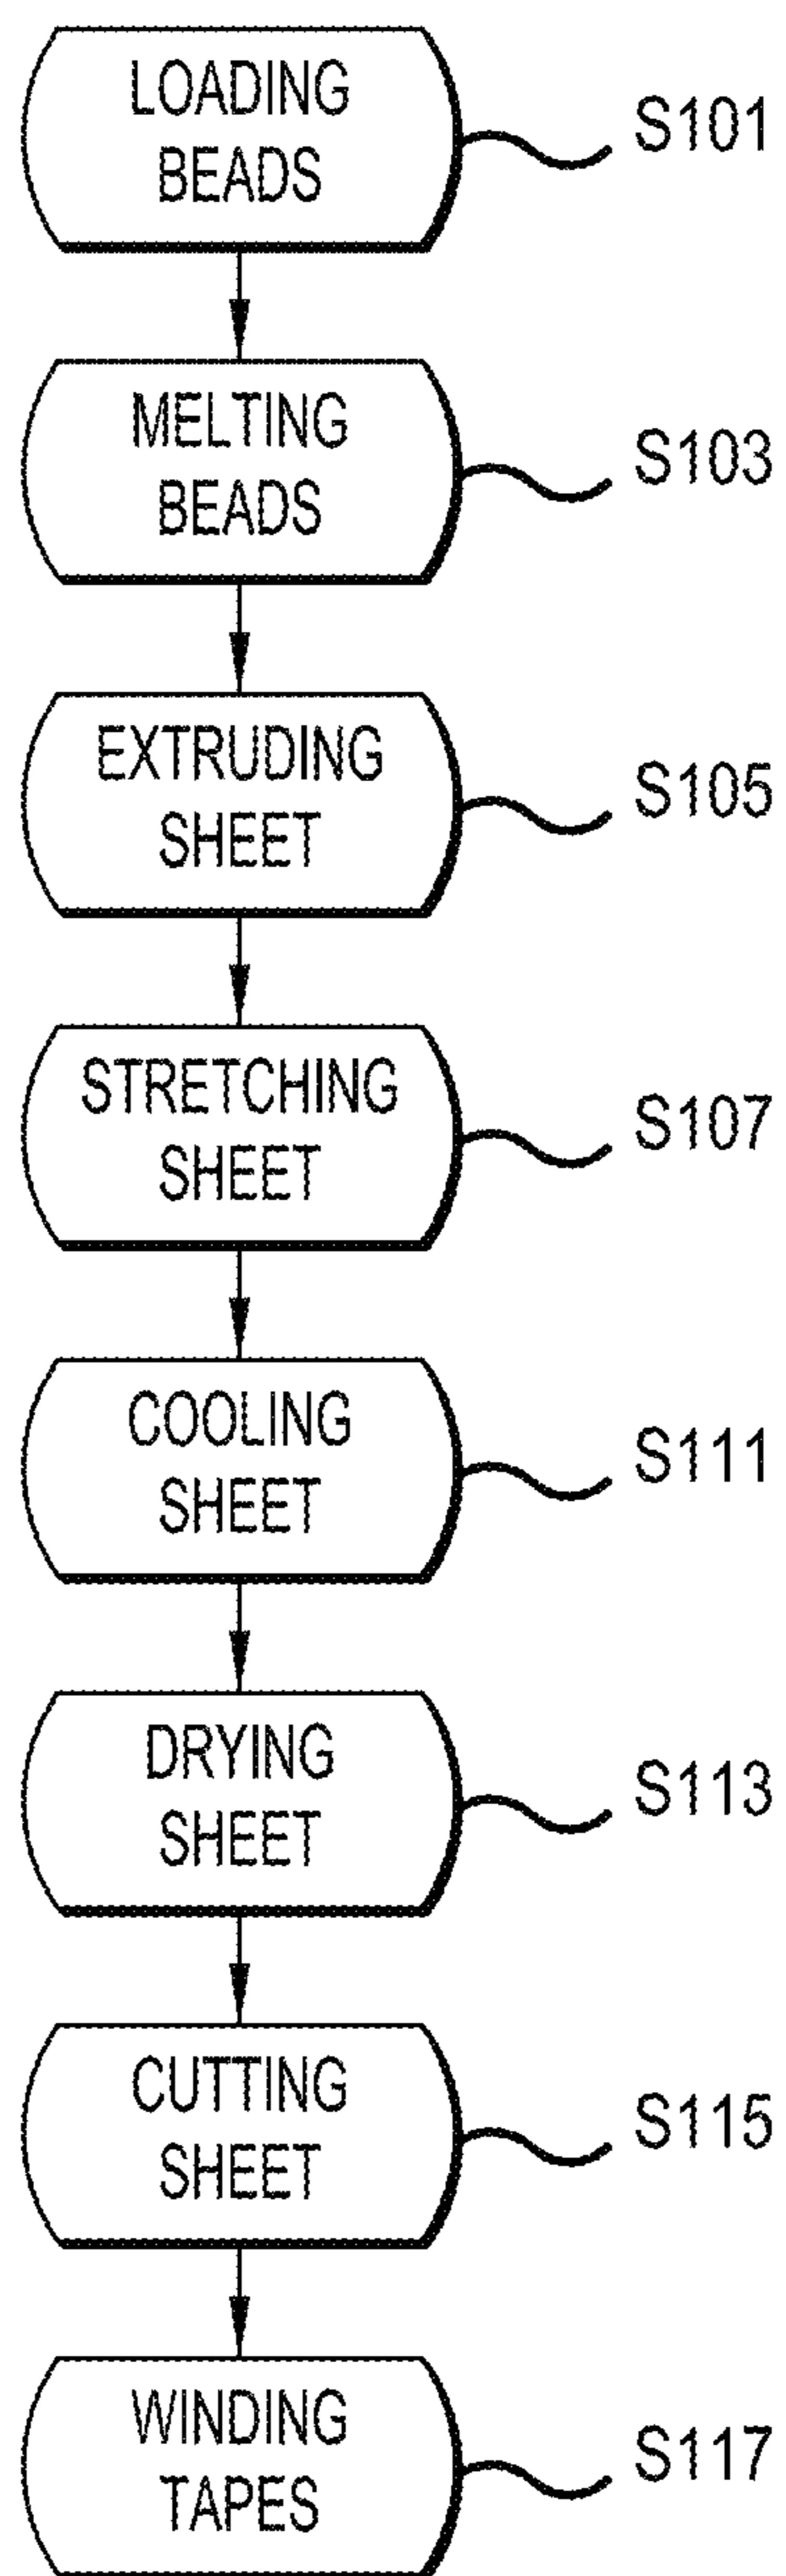 LOADING
BEADS
S101
MELTING
BEADS
S103
EXTRUDING
SHEET
S105
STRETCHING
SHEET
S107
COOLING
SHEET
S111
DRYING
SHEET
S113
CUTTING
SHEET
S115
WINDING
TAPES
S117